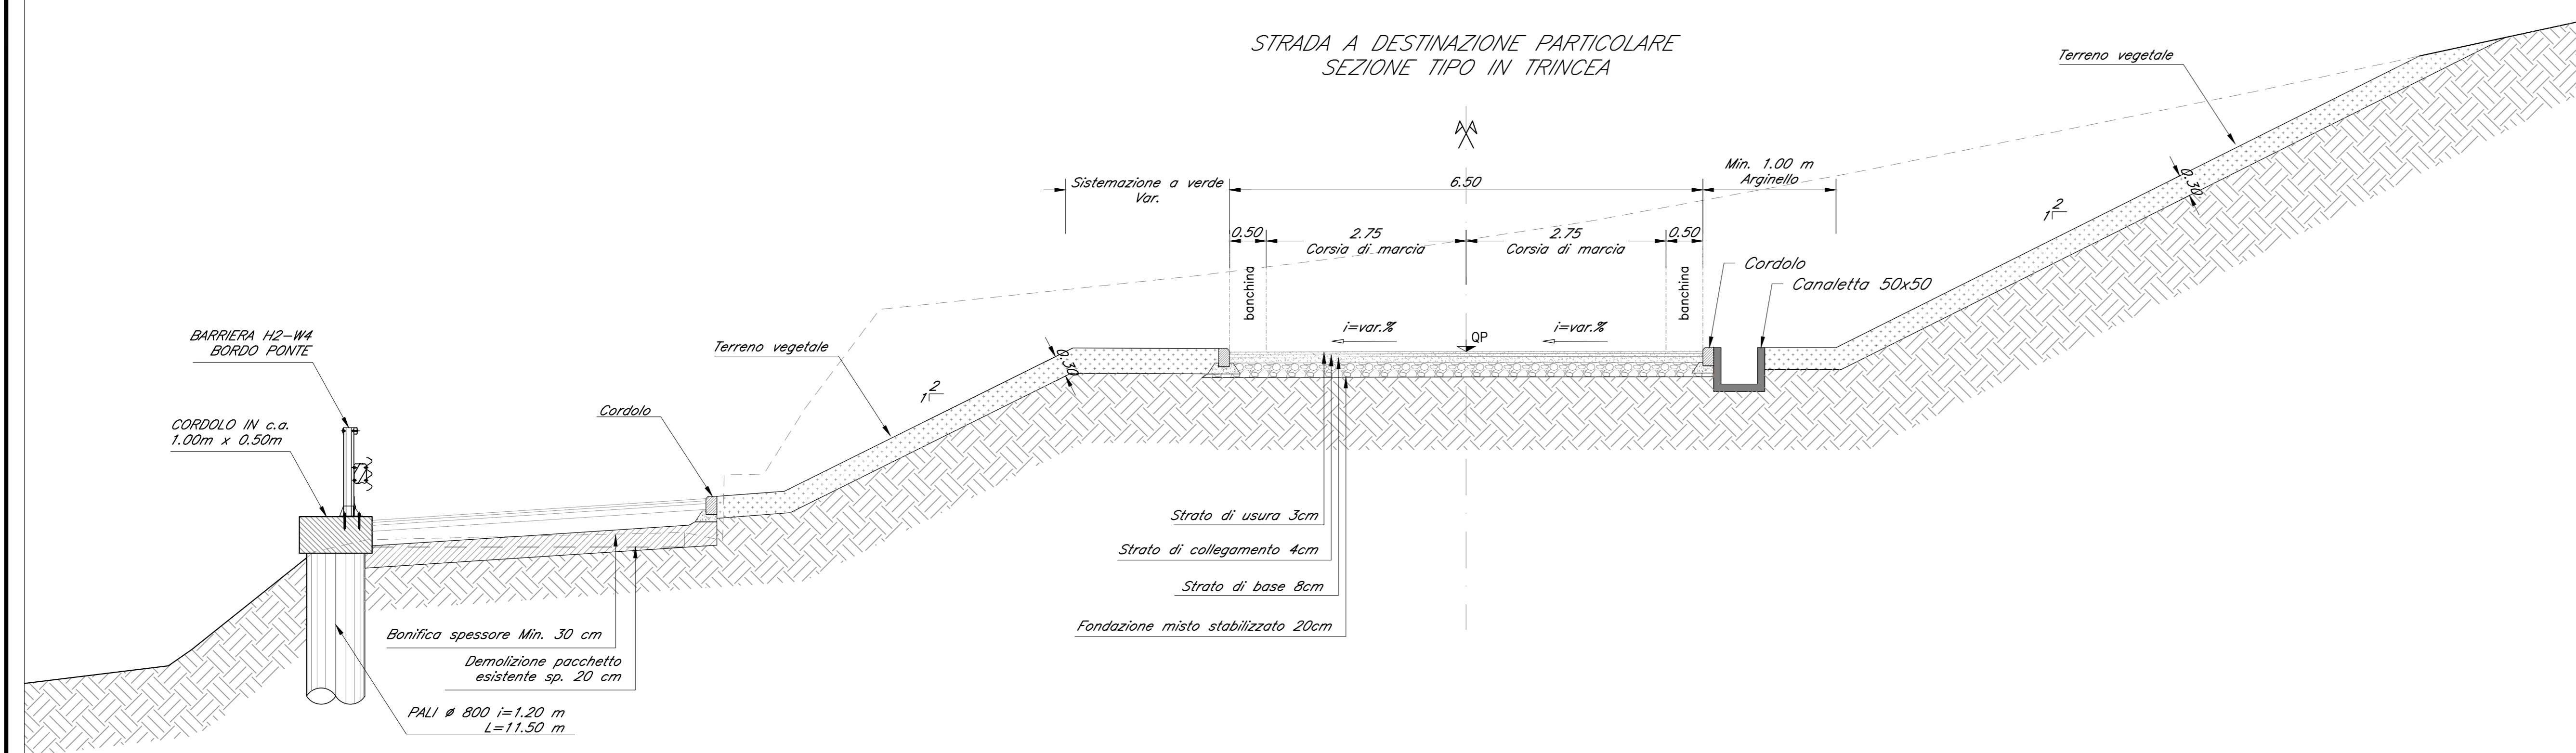 STRADA A DESTINAZIONE PARTICOLARE
SEZIONE TIPO IN TRINCEA
Terreno vegetale
0.30
2
1
Sistemazione a verde
Var.
6.50
Min. 1.00 m
Arginello
0.50
2.75
Corsia di marcia
2.75
Corsia di marcia
0.50
banchina
banchina
Cordolo
Canaletta 50x50
i=var.%
i=var.%
QP
BARRIERA H2-W4
BORDO PONTE
Terreno vegetale
0.30
2
1
CORDOLO IN c.a.
1.00m x 0.50m
Cordolo
Strato di usura 3cm
Strato di collegamento 4cm
Strato di base 8cm
Fondazione misto stabilizzato 20cm
Bonifica spessore Min. 30 cm
Demolizione pacchetto
esistente sp. 20 cm
PALI ø 800 i=1.20 m
L=11.50 m